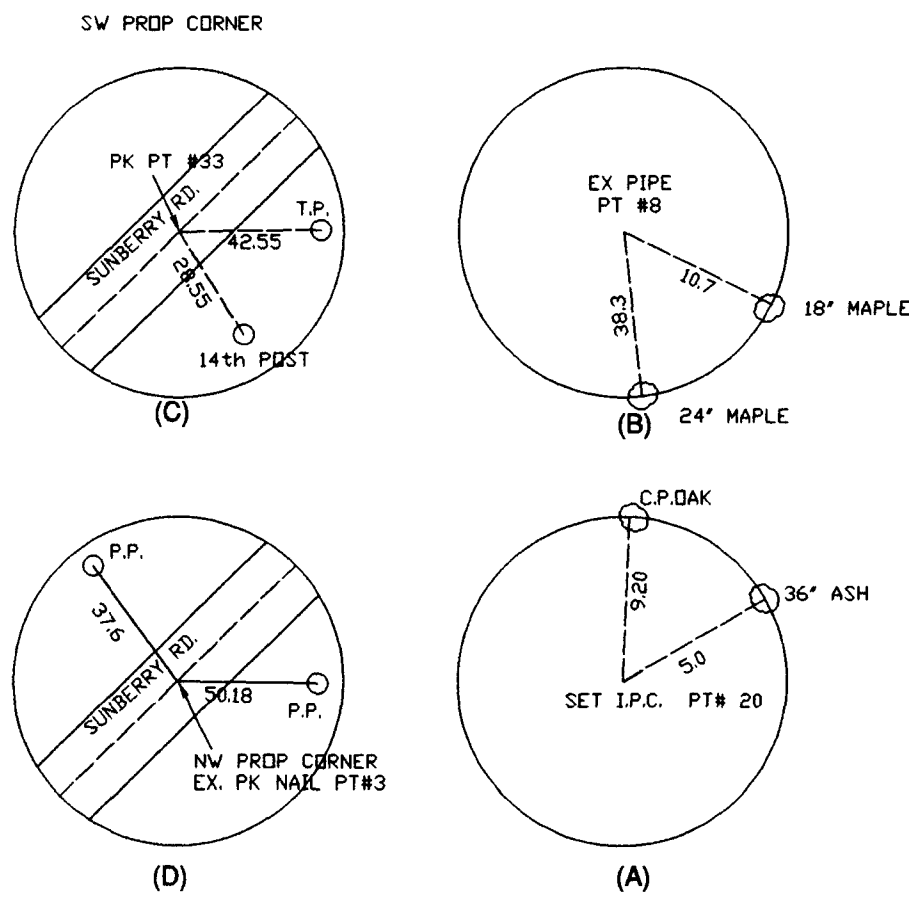 SW PROP CORNER
PK PT #33
SUNBERRY RD.
T.P.
42.55
28.55
14th POST
(C)
EX PIPE
PT #8
10.7
38.3
18" MAPLE
24" MAPLE
(B)
P.P.
37.6
SUNBERRY RD.
50.18
P.P.
NW PROP CORNER
EX. PK NAIL PT#3
(D)
C.P.OAK
9.20
36" ASH
5.0
SET I.P.C. PT# 20
(A)